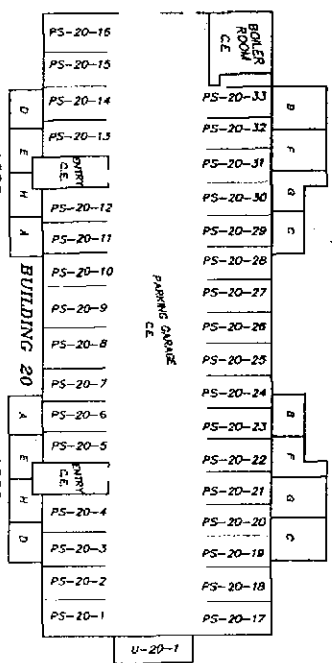 BOILER
ROOM
C.E.
PS-20-16
PS-20-15
PS-20-14
PS-20-13
ENTRY
C.E.
PS-20-12
PS-20-11
PS-20-10
PS-20-9
PS-20-8
PS-20-7
PS-20-6
PS-20-5
ENTRY
C.E.
PS-20-4
PS-20-3
PS-20-2
PS-20-1
D
E
H
A
BUILDING 20
A
E
H
D
PARKING GARAGE
C.E.
PS-20-33
PS-20-32
PS-20-31
PS-20-30
PS-20-29
PS-20-28
PS-20-27
PS-20-26
PS-20-25
PS-20-24
PS-20-23
PS-20-22
PS-20-21
PS-20-20
PS-20-19
PS-20-18
PS-20-17
B
F
G
C
B
F
G
C
U-20-1